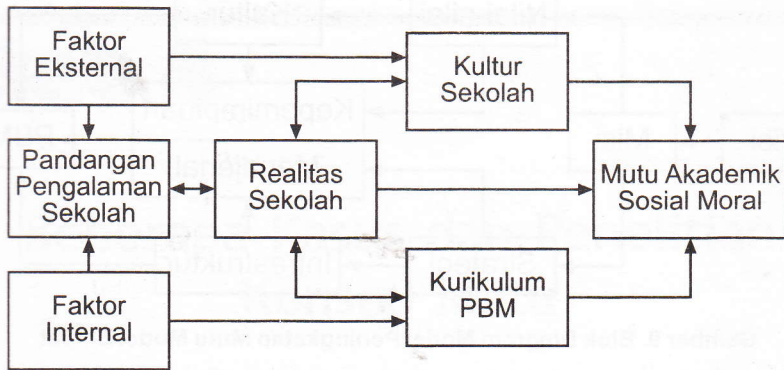 Faktor
Eksternal
Kultur
Sekolah
Pandangan
Pengalaman
Sekolah
Realitas
Sekolah
Mutu Akademik
Sosial Moral
Faktor
Internal
Kurikulum
PBM